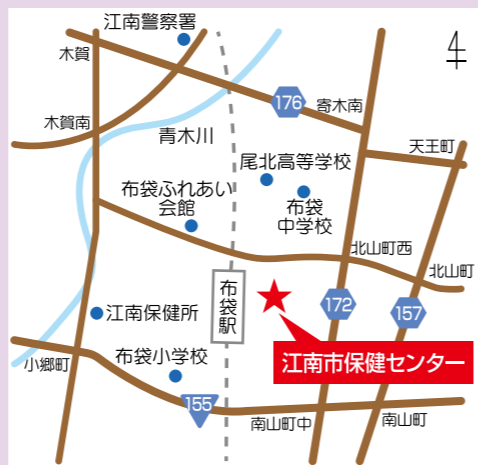 江南警察署
木賀
176
寄木南
木賀南
青木川
天王町
尾北高等学校
布袋ふれあい
会館
布袋
中学校
北山町西
北山町
布袋駅
172
157
江南保健所
江南市保健センター
小郷町
布袋小学校
155
南山町中
南山町